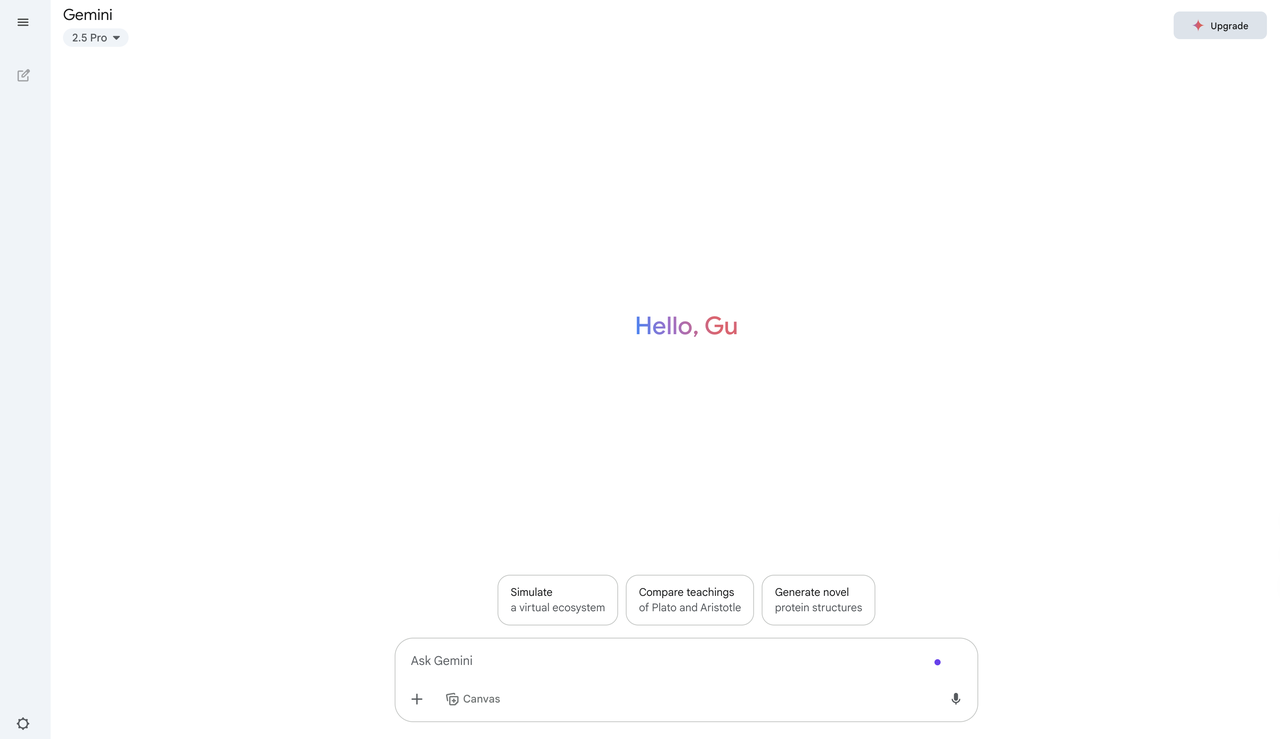 Gemini
2.5 Pro
Upgrade
Hello, Gu
Simulate
a virtual ecosystem
Compare teachings
of Plato and Aristotle
Generate novel
protein structures
Ask Gemini
Canvas